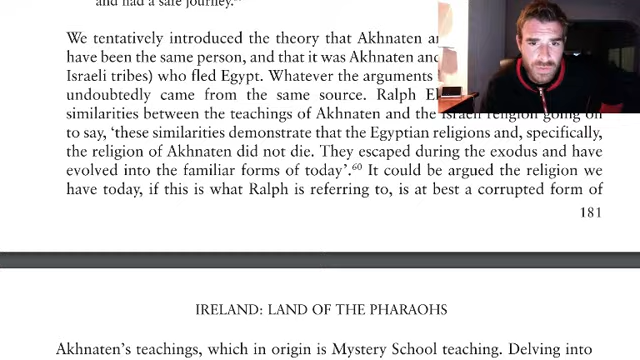 and had a safe journey.
We tentatively introduced the theory that Akhnaten
have been the same person, and that it was Akhnaten and
Israeli tribes) who fled Egypt. Whatever the arguments
undoubtedly came from the same source. Ralph
similarities between the teachings of Akhnaten and the Israeli religion going on
to say, ‘these similarities demonstrate that the Egyptian religions and, specifically,
the religion of Akhnaten did not die. They escaped during the exodus and have
evolved into the familiar forms of today’.⁶⁰ It could be argued the religion we
have today, if this is what Ralph is referring to, is at best a corrupted form of
181
IRELAND: LAND OF THE PHARAOHS
Akhnaten’s teachings, which in origin is Mystery School teaching. Delving into